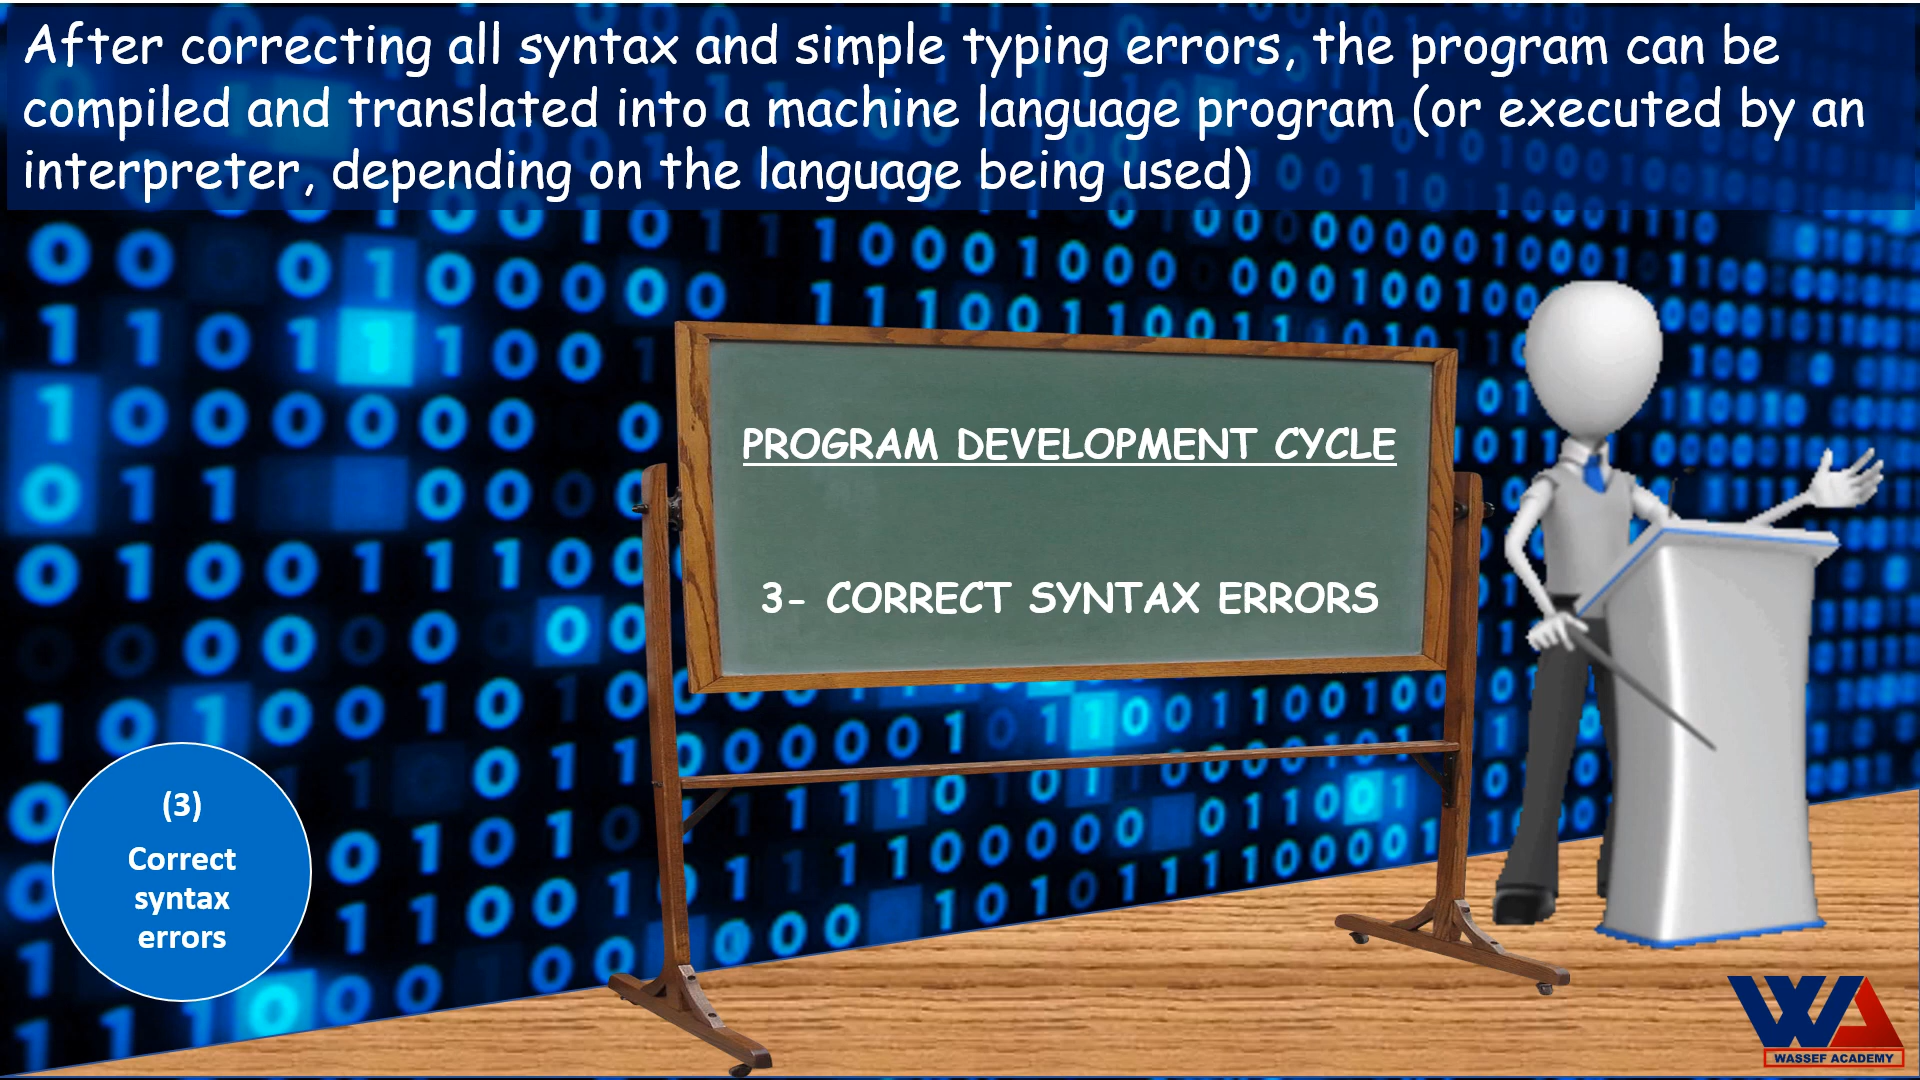 After correcting all syntax and simple typing errors, the program can be
compiled and translated into a machine language program (or executed by an
interpreter, depending on the language being used)
PROGRAM DEVELOPMENT CYCLE
3- CORRECT SYNTAX ERRORS
(3)
Correct
syntax
errors
WA
WASSEF ACADEMY